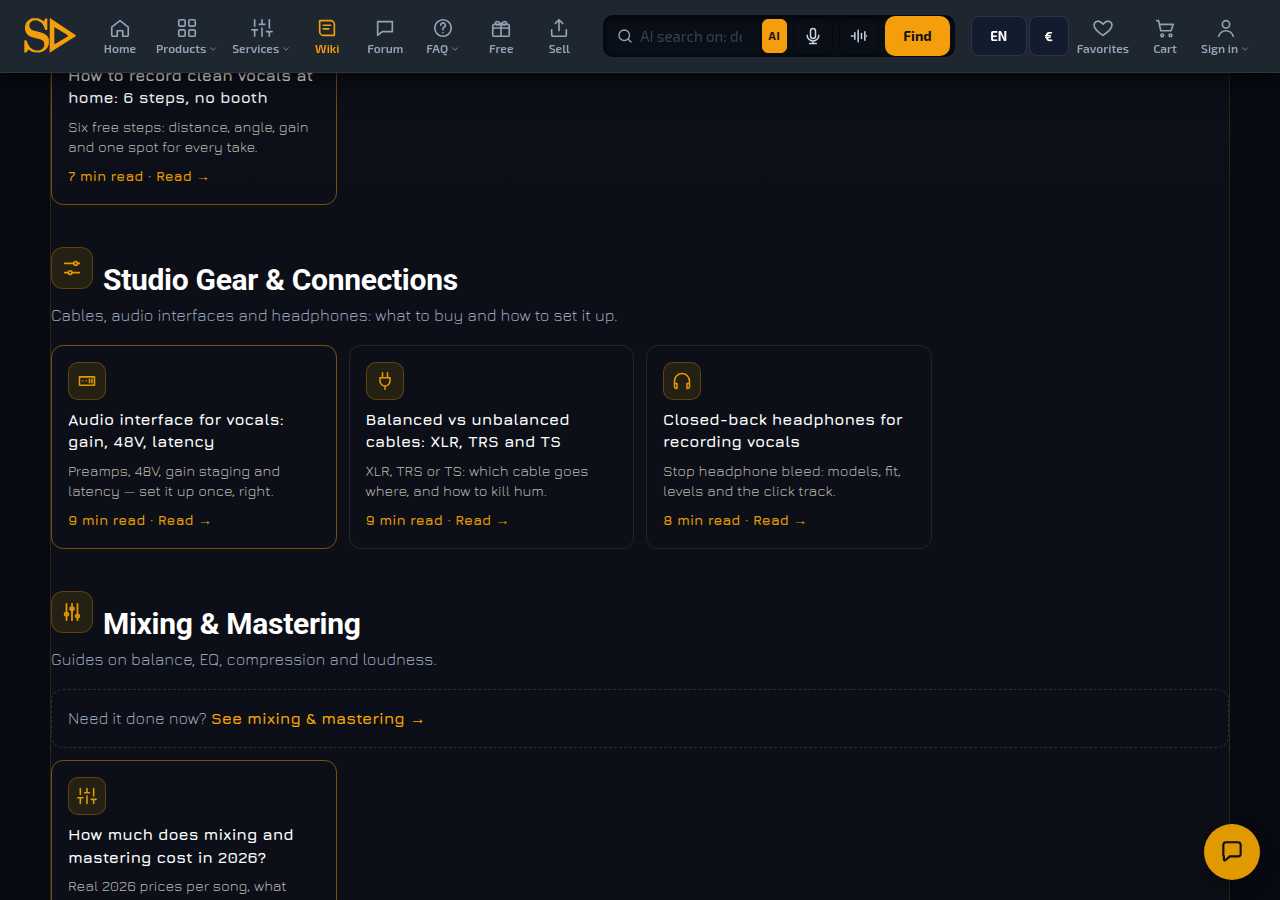 SD
Home
Products
Services
Wiki
Forum
FAQ
Free
Sell
AI search on:
AI
Find
EN
€
Favorites
Cart
Sign in
How to record clean vocals at
home: 6 steps, no booth
Six free steps: distance, angle, gain
and one spot for every take.
7 min read · Read →
Studio Gear & Connections
Cables, audio interfaces and headphones: what to buy and how to set it up.
Audio interface for vocals:
gain, 48V, latency
Preamps, 48V, gain staging and
latency — set it up once, right.
9 min read · Read →
Balanced vs unbalanced
cables: XLR, TRS and TS
XLR, TRS or TS: which cable goes
where, and how to kill hum.
9 min read · Read →
Closed-back headphones for
recording vocals
Stop headphone bleed: models, fit,
levels and the click track.
8 min read · Read →
Mixing & Mastering
Guides on balance, EQ, compression and loudness.
Need it done now? See mixing & mastering →
How much does mixing and
mastering cost in 2026?
Real 2026 prices per song, what